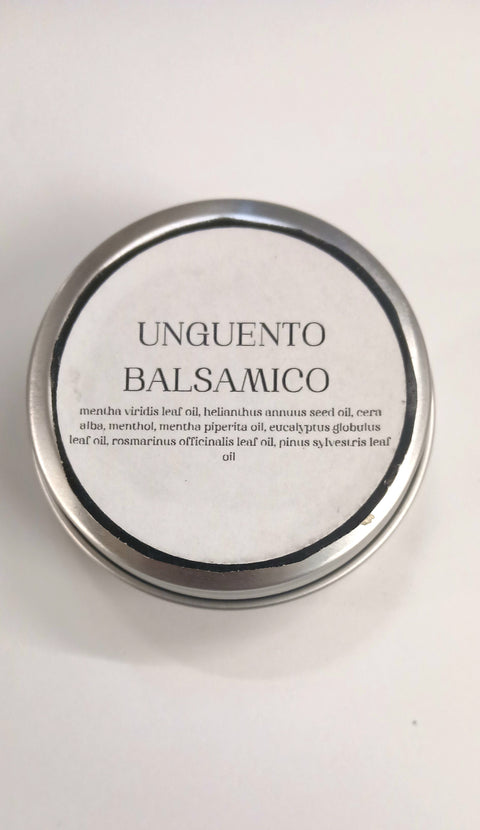 UNGUENTO
BALSAMICO
mentha viridis leaf oil, helianthus annuus seed oil, cera
alba, menthol, mentha piperita oil, eucalyptus globulus
leaf oil, rosmarinus officinalis leaf oil, pinus sylvestris leaf
oil